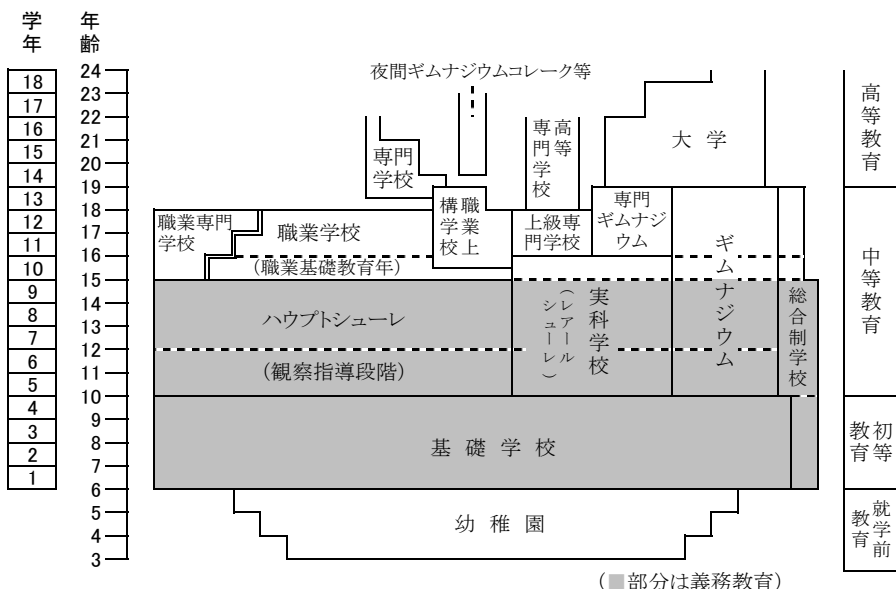 学年
年齢
18
17
16
15
14
13
12
11
10
9
8
7
6
5
4
3
2
1
24
23
22
21
20
19
18
17
16
15
14
13
12
11
10
9
8
7
6
5
4
3
夜間ギムナジウムコレーク等
専門学校
高等専門学校
大学
職業専門学校
職業学校
(職業基礎教育年)
職業上構学校
上級専門学校
専門ギムナジウム
ギムナジウム
ハウプトシューレ
(観察指導段階)
実科学校
(レアールシューレ)
総合制学校
基礎学校
幼稚園
高等教育
中等教育
初等教育
就学前教育
(■部分は義務教育)